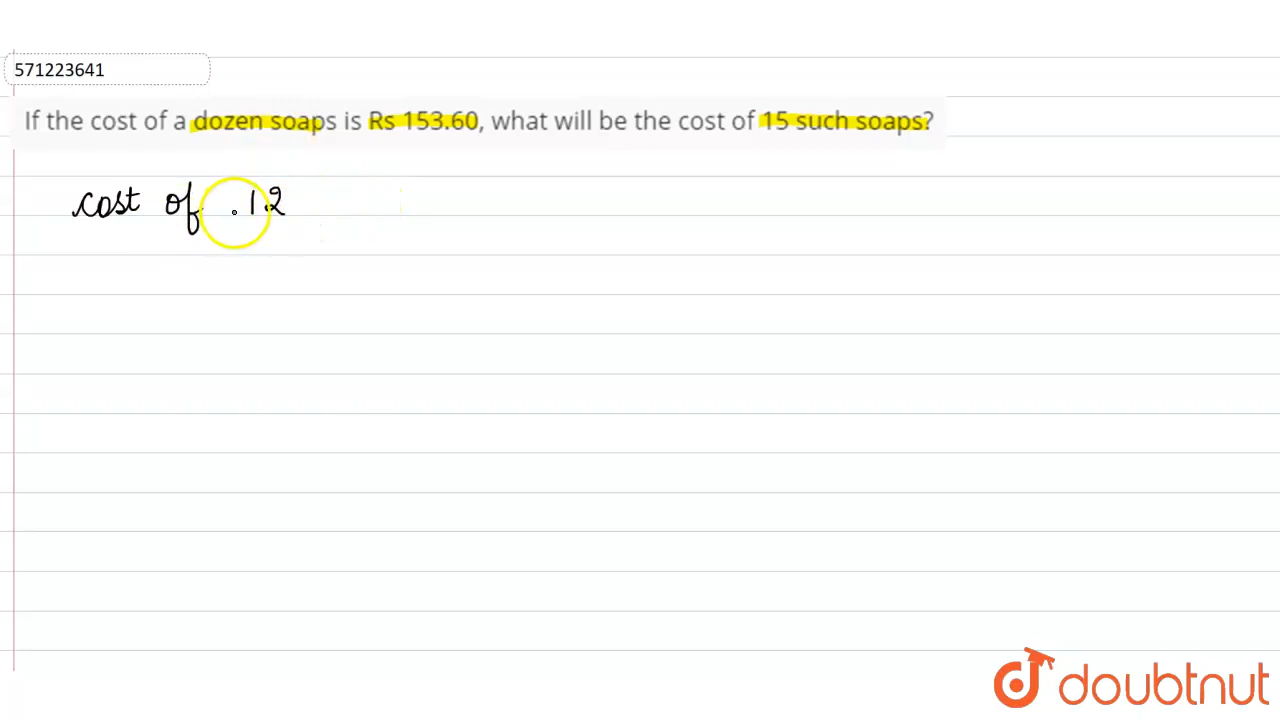 571223641
If the cost of a dozen soaps is Rs 153.60, what will be the cost of 15 such soaps?
cost of .12
doubtnut